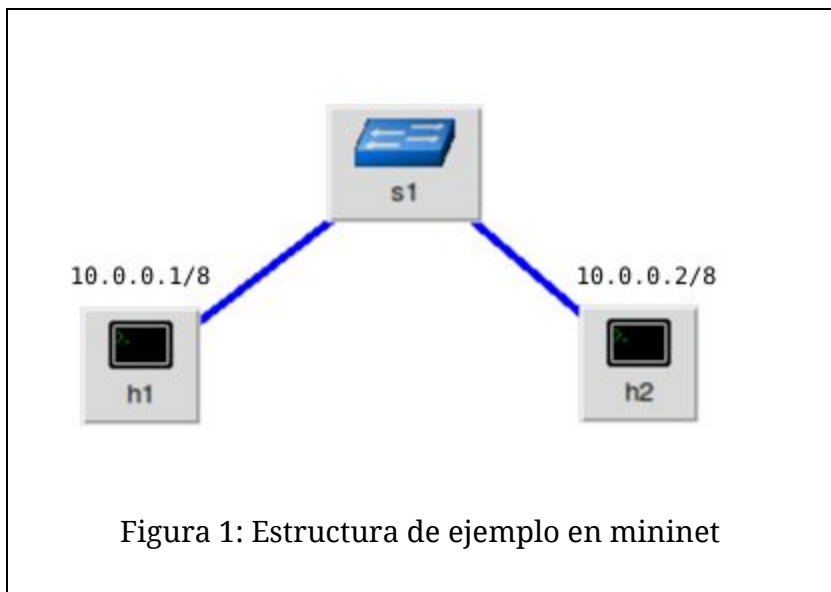 s1
10.0.0.1/8
10.0.0.2/8
h1
h2
Figura 1: Estructura de ejemplo en mininet